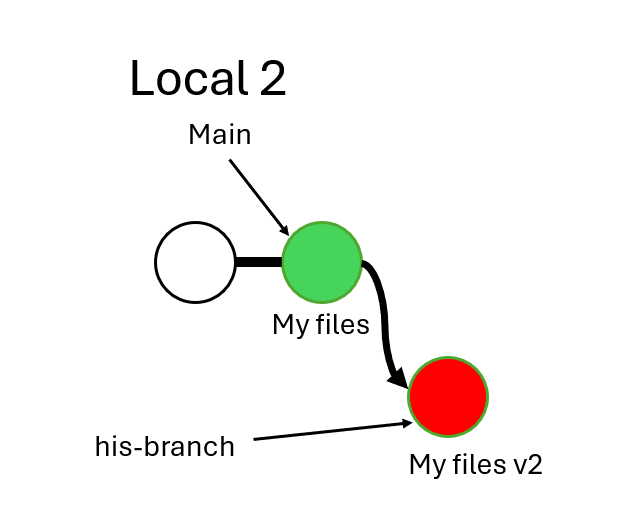 Local 2
Main
My files
his-branch
My files v2